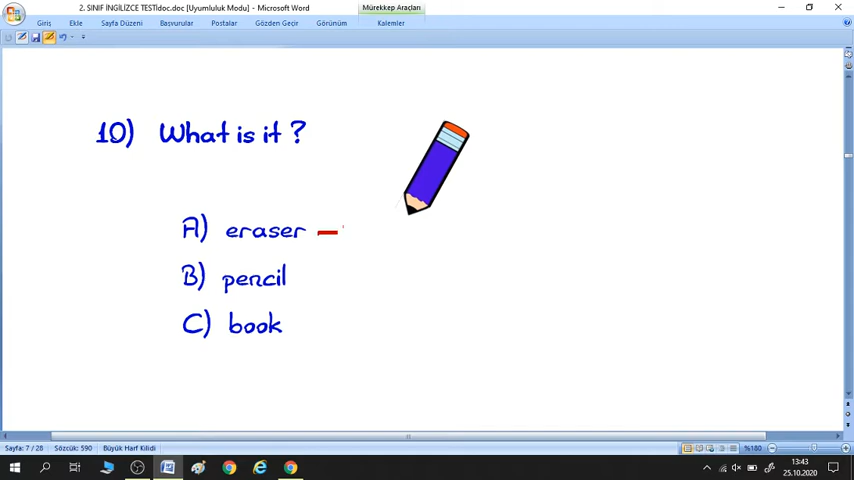 2. SINIF İNGİLİZCE TESTİdoc.doc [Uyumluluk Modu] - Microsoft Word
Mürekkep Araçları
Giriş Ekle Sayfa Düzeni Başvurular Postalar Gözden Geçir Görünüm Kalemler
10) What is it ?
A) eraser
B) pencil
C) book
Sayfa: 7 / 28 Sözcük: 590 Büyük Harf Kilidi %180
13:43
25.10.2020